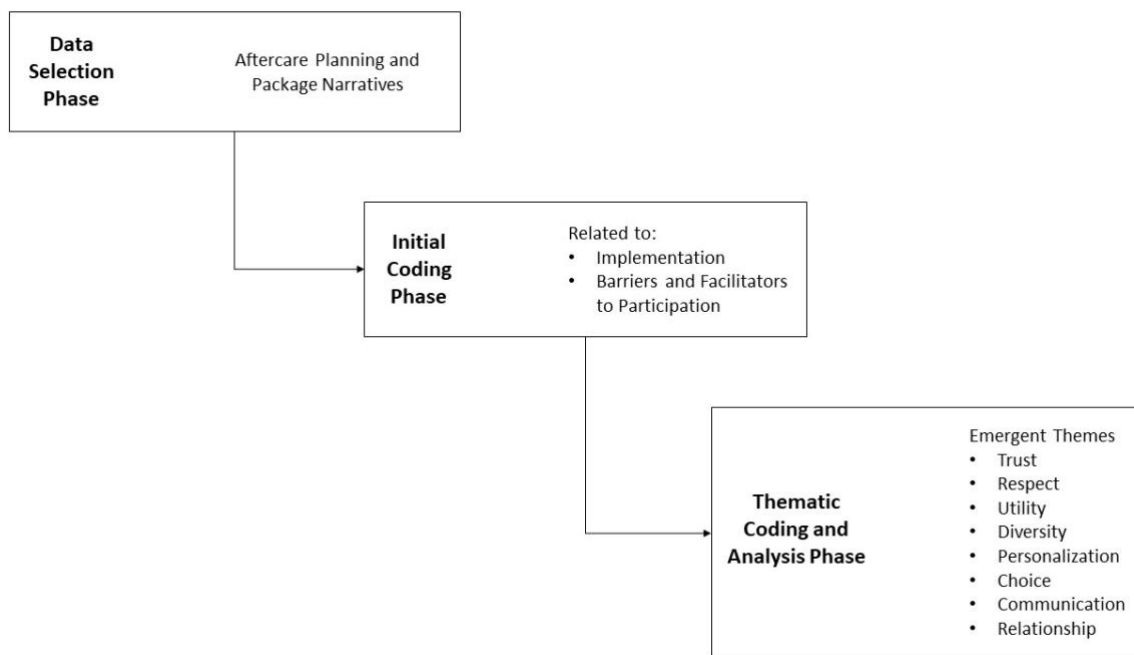 Data
Selection
Phase
Aftercare Planning and
Package Narratives
Initial
Coding
Phase
Related to:
• Implementation
• Barriers and Facilitators
to Participation
Thematic
Coding and
Analysis Phase
Emergent Themes
• Trust
• Respect
• Utility
• Diversity
• Personalization
• Choice
• Communication
• Relationship